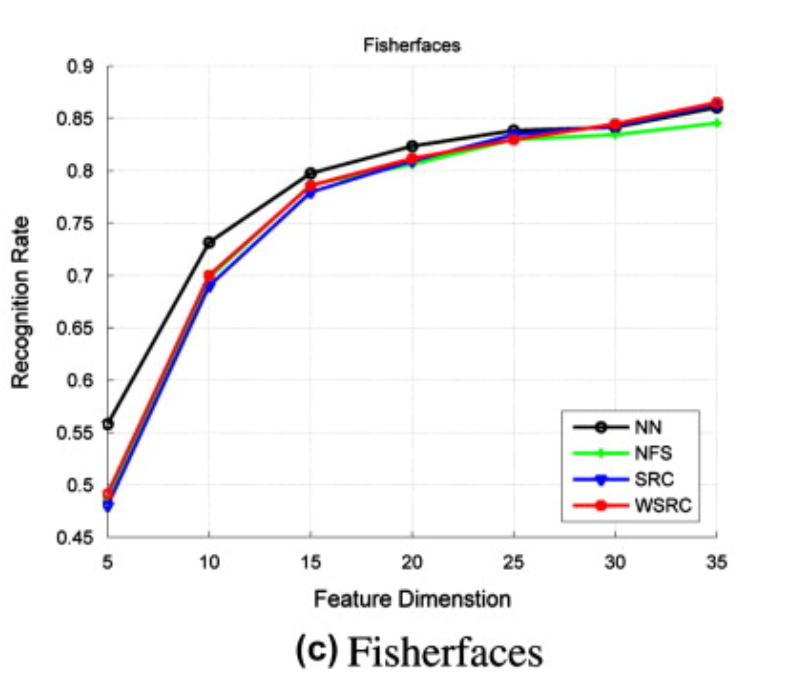 Fisherfaces
0.9
0.85
0.8
0.75
0.7
0.65
0.6
0.55
0.5
0.45
Recognition Rate
5 10 15 20 25 30 35
Feature Dimenstion
NN
NFS
SRC
WSRC
(c) Fisherfaces